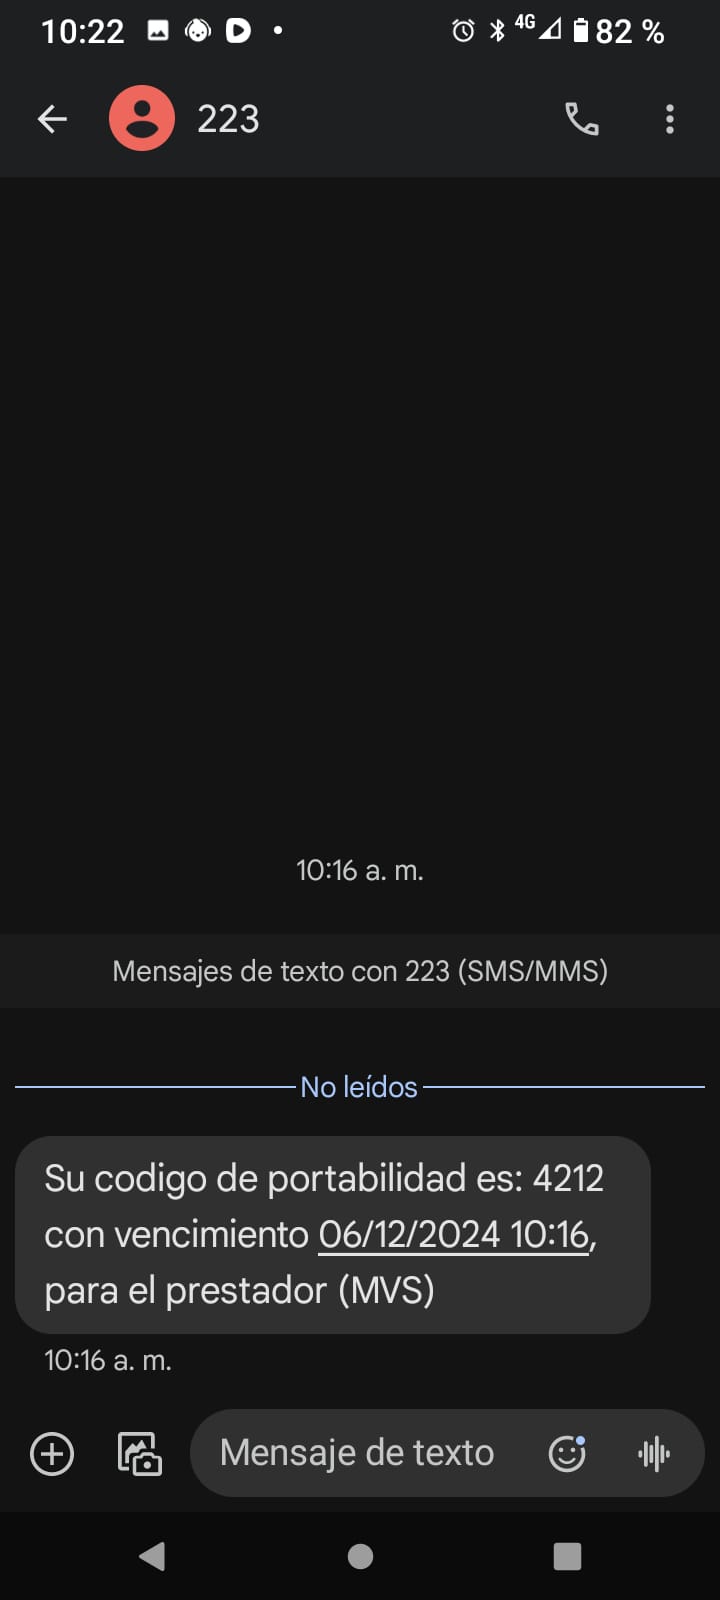 10:22
4G 82 %
223
10:16 a. m.
Mensajes de texto con 223 (SMS/MMS)
No leídos
Su codigo de portabilidad es: 4212
con vencimiento 06/12/2024 10:16,
para el prestador (MVS)
10:16 a. m.
Mensaje de texto